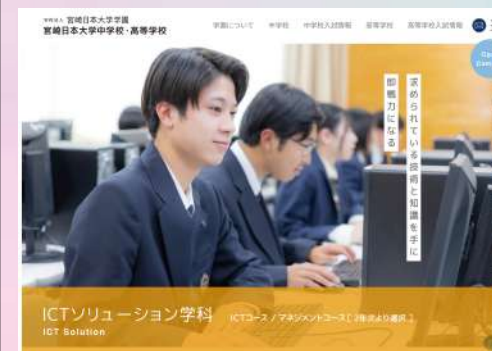 学校法人 宮崎日本大学学園
宮崎日本大学中学校・高等学校
学園について 中学校 中学校入試情報 高等学校 高等学校入試情報
求められている技術と知識を手に
即戦力になる
ICTソリューション学科 ICTコース / マネジメントコース [ 2年次より選択 ]
ICT Solution